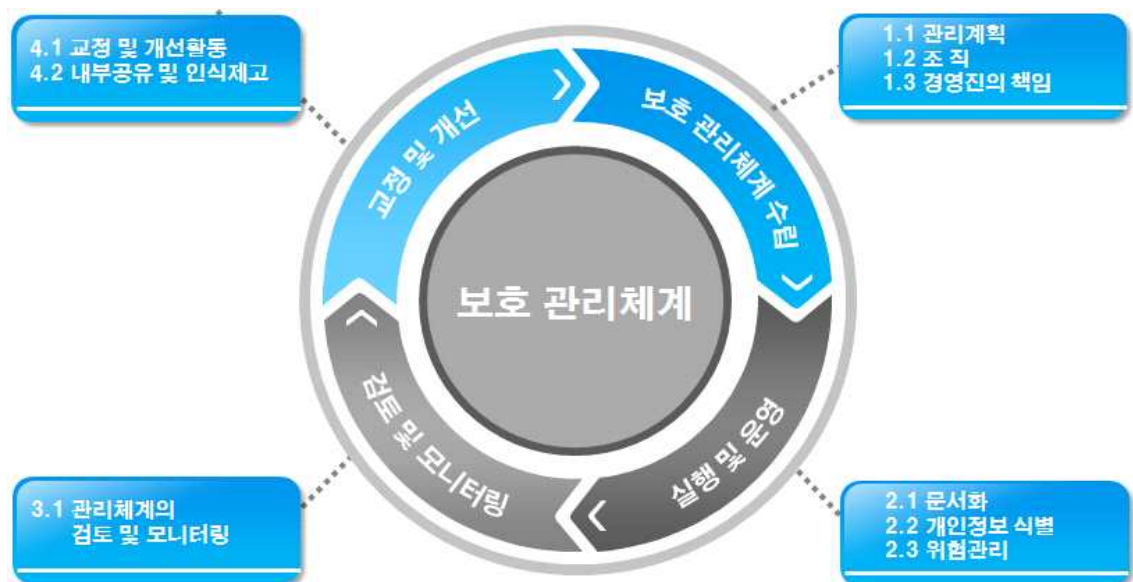 4.1 교정 및 개선활동
4.2 내부공유 및 인식제고
1.1 관리계획
1.2 조 직
1.3 경영진의 책임
교정 및 개선
보호 관리체계 수립
보호 관리체계
검토 및 모니터링
실행 및 운영
3.1 관리체계의
검토 및 모니터링
2.1 문서화
2.2 개인정보 식별
2.3 위험관리